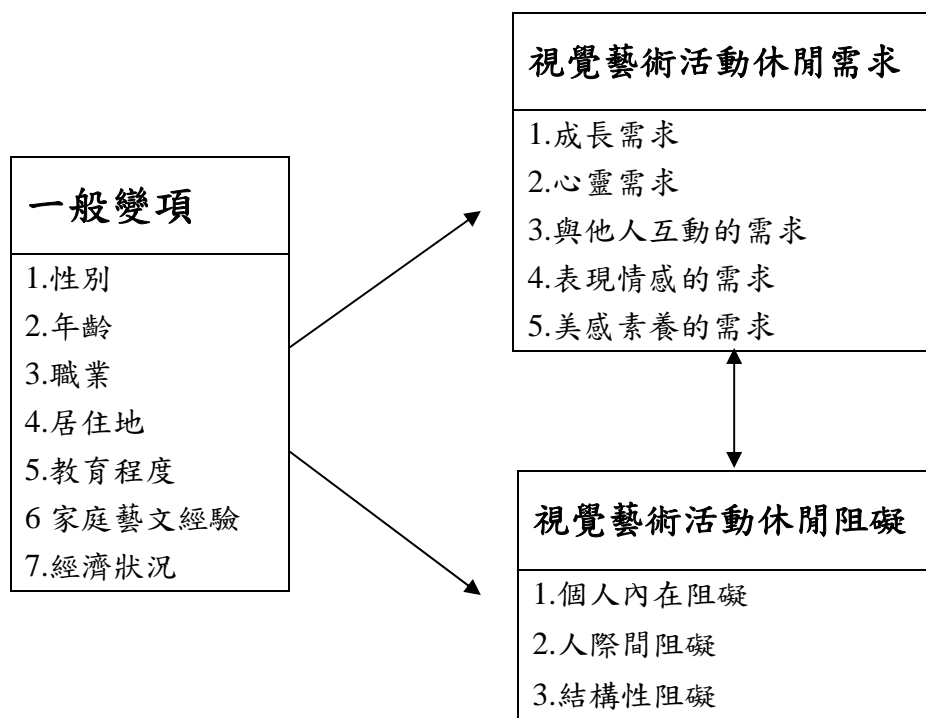 一般變項
1.性別
2.年齡
3.職業
4.居住地
5.教育程度
6 家庭藝文經驗
7.經濟狀況
視覺藝術活動休閒需求
1.成長需求
2.心靈需求
3.與他人互動的需求
4.表現情感的需求
5.美感素養的需求
視覺藝術活動休閒阻礙
1.個人內在阻礙
2.人際間阻礙
3.結構性阻礙